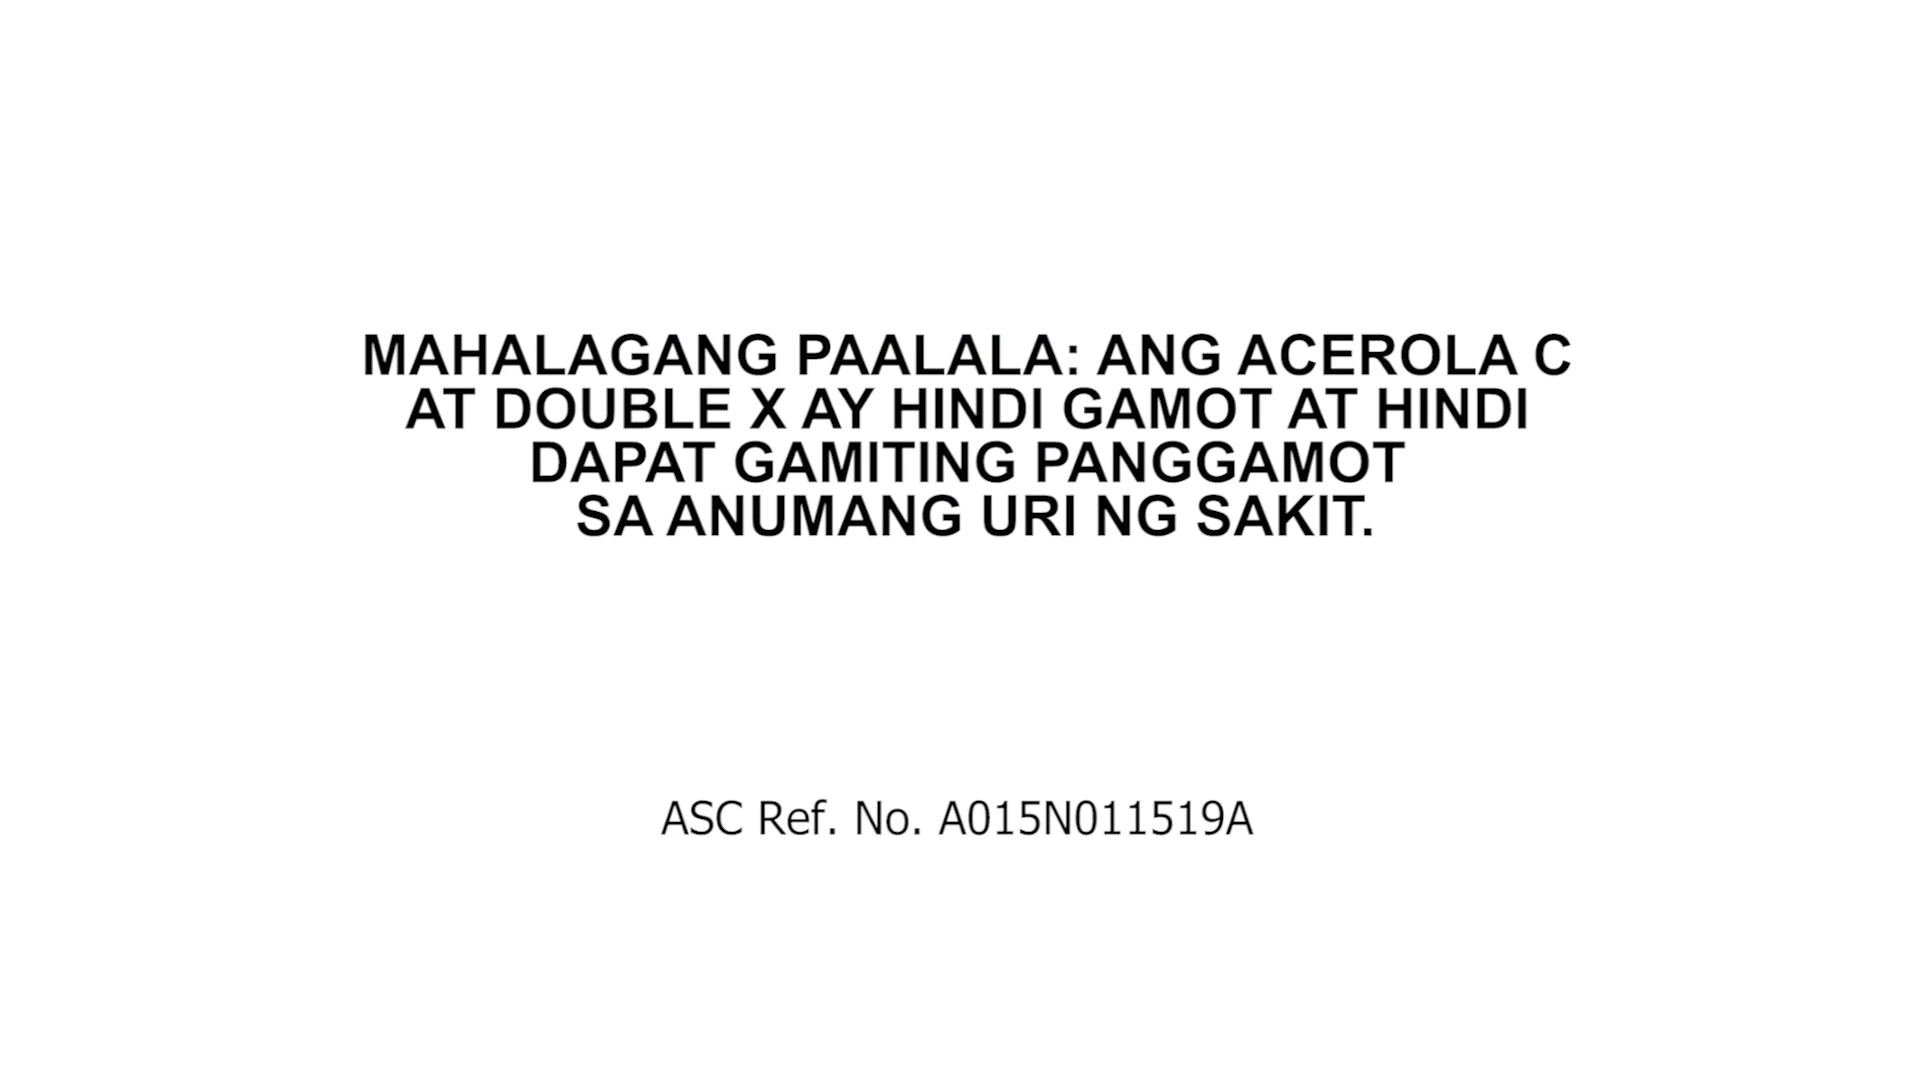 MAHALAGANG PAALALA: ANG ACEROLA C
AT DOUBLE X AY HINDI GAMOT AT HINDI
DAPAT GAMITING PANGGAMOT
SA ANUMANG URI NG SAKIT.
ASC Ref. No. A015N011519A